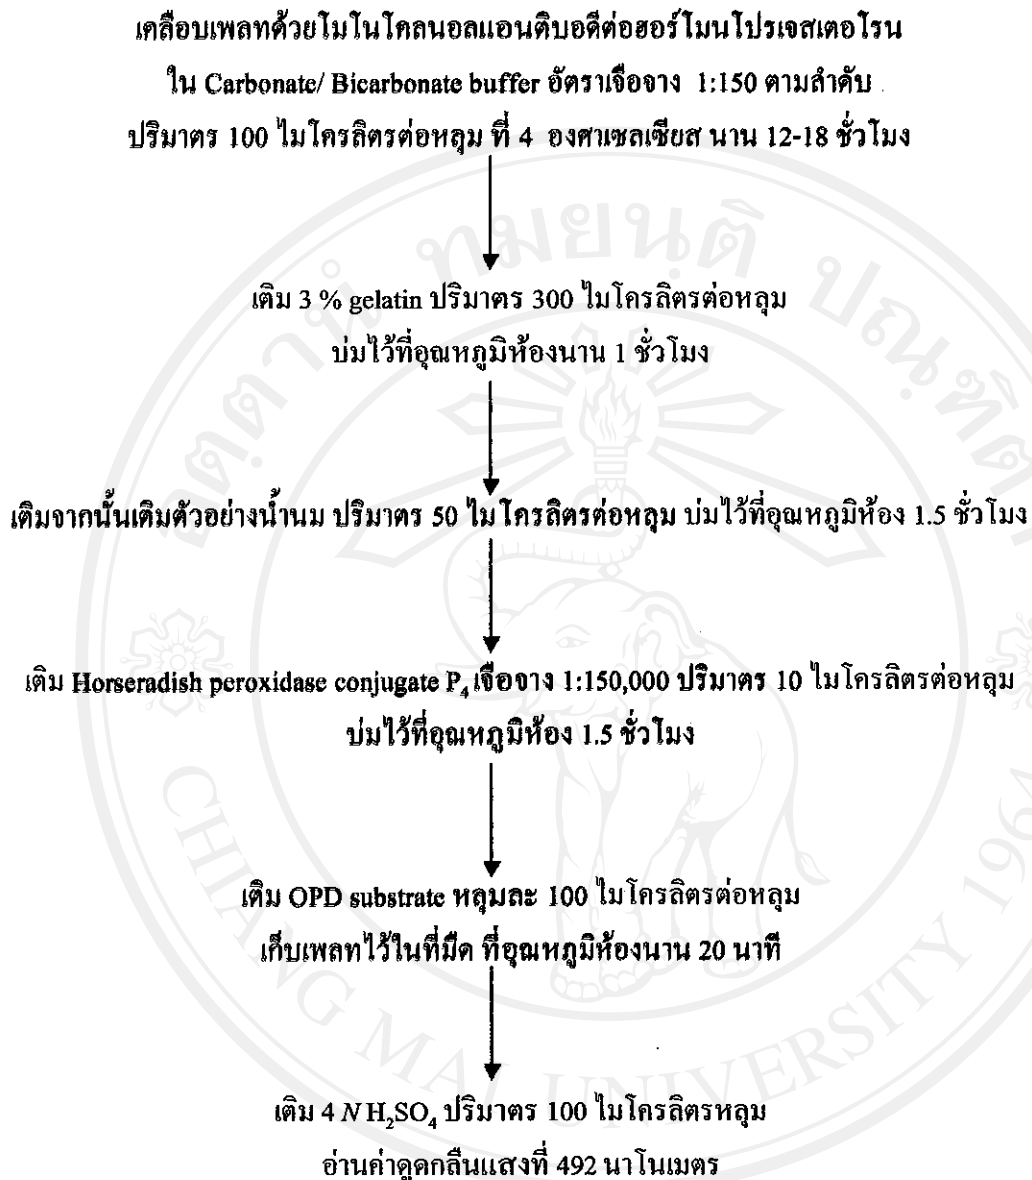 เคลือบเพลทด้วยโมโนโคลนอลแอนติบอดีต่อฮอร์โมนโปรเจสเตอโรน
ใน Carbonate/ Bicarbonate buffer อัตราเจือจาง 1:150 ตามลำดับ
ปริมาตร 100 ไมโครลิตรต่อหลุม ที่ 4 องศาเซลเซียส นาน 12-18 ชั่วโมง
เติม 3 % gelatin ปริมาตร 300 ไมโครลิตรต่อหลุม
บ่มไว้ที่อุณหภูมิห้องนาน 1 ชั่วโมง
เติมจากนั้นเติมตัวอย่างน้ำนม ปริมาตร 50 ไมโครลิตรต่อหลุม บ่มไว้ที่อุณหภูมิห้อง 1.5 ชั่วโมง
เติม Horseradish peroxidase conjugate P₄ เจือจาง 1:150,000 ปริมาตร 10 ไมโครลิตรต่อหลุม
บ่มไว้ที่อุณหภูมิห้อง 1.5 ชั่วโมง
เติม OPD substrate หลุมละ 100 ไมโครลิตรต่อหลุม
เก็บเพลทไว้ในที่มืด ที่อุณหภูมิห้องนาน 20 นาที
เติม 4 N H₂SO₄ ปริมาตร 100 ไมโครลิตรหลุม
อ่านค่าดูดกลืนแสงที่ 492 นาโนเมตร
อตฺตานํ ทมยนฺติ ปณฺฑิตา
CHIANG MAI UNIVERSITY 1964